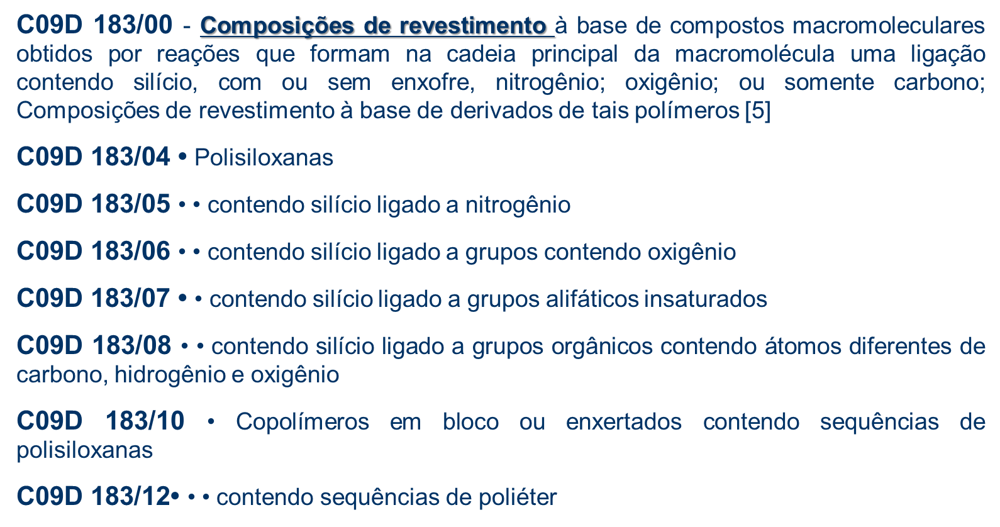 C09D 183/00 - Composições de revestimento à base de compostos macromoleculares
obtidos por reações que formam na cadeia principal da macromolécula uma ligação
contendo silício, com ou sem enxofre, nitrogênio; oxigênio; ou somente carbono;
Composições de revestimento à base de derivados de tais polímeros [5]
C09D 183/04 • Polisiloxanas
C09D 183/05 • • contendo silício ligado a nitrogênio
C09D 183/06 • • contendo silício ligado a grupos contendo oxigênio
C09D 183/07 • • contendo silício ligado a grupos alifáticos insaturados
C09D 183/08 • • contendo silício ligado a grupos orgânicos contendo átomos diferentes de
carbono, hidrogênio e oxigênio
C09D 183/10 • Copolímeros em bloco ou enxertados contendo sequências de
polisiloxanas
C09D 183/12• • • contendo sequências de poliéter